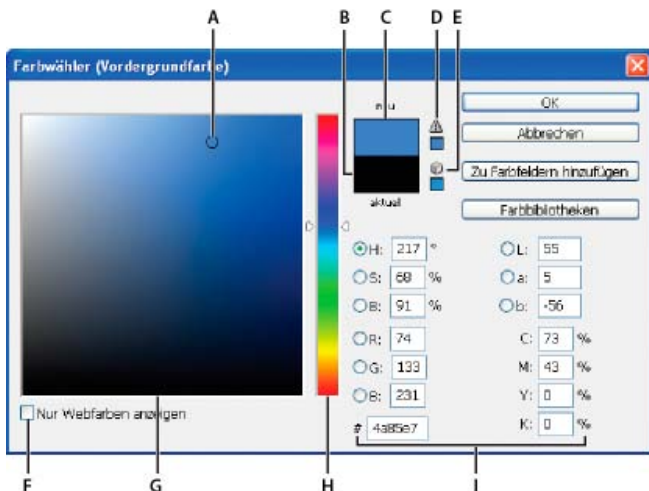 A B C D E
Farbwähler (Vordergrundfarbe)
neu
OK
Abbrechen
Zu Farbfeldern hinzufügen
aktuell
Farbbibliotheken
H: 217 ° L: 55
S: 68 % a: 5
B: 91 % b: -56
R: 74 C: 73 %
G: 133 M: 43 %
B: 231 Y: 0 %
Nur Webfarben anzeigen
# 4a85e7 K: 0 %
F G H I